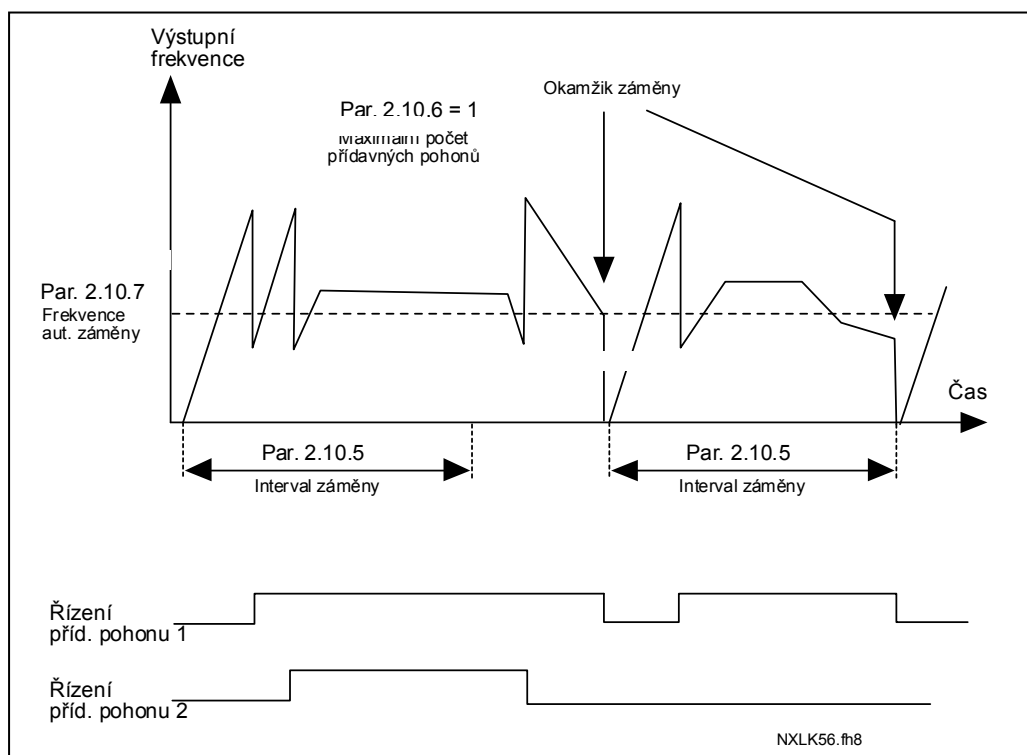 Výstupní
frekvence
Okamžik záměny
Par. 2.10.6 = 1
Maximální počet
přídavných pohonů
Par. 2.10.7
Frekvence
aut. záměny
Čas
Par. 2.10.5
Interval záměny
Par. 2.10.5
Interval záměny
Řízení
příd. pohonu 1
Řízení
příd. pohonu 2
NXLK56.fh8